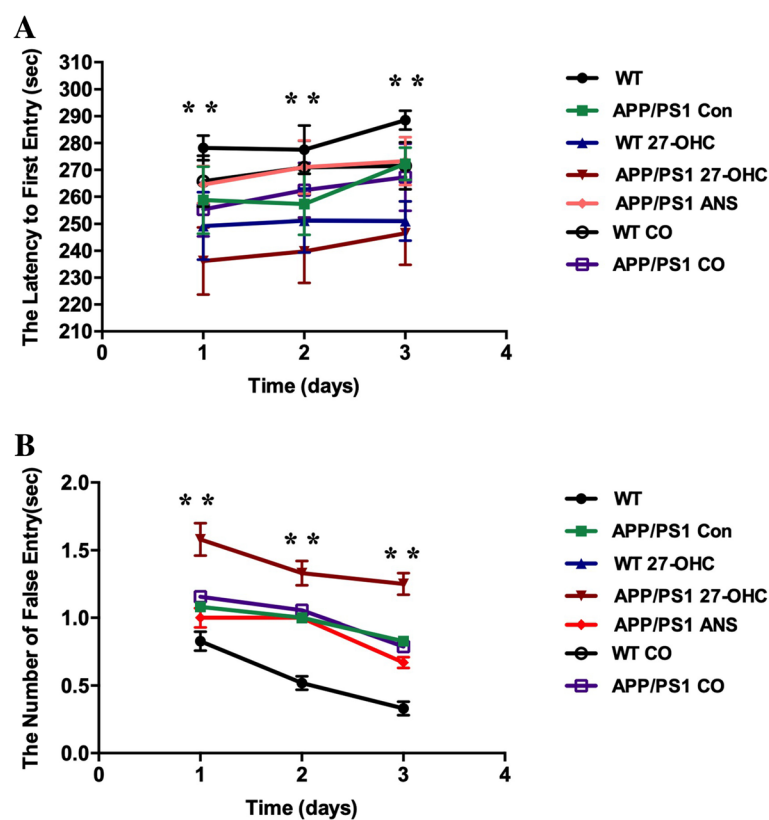 A
The Latency to First Entry (sec)
310
300
290
280
270
260
250
240
230
220
210
* *
* *
* *
0
1
2
3
4
Time (days)
WT
APP/PS1 Con
WT 27-OHC
APP/PS1 27-OHC
APP/PS1 ANS
WT CO
APP/PS1 CO
B
The Number of False Entry(sec)
2.0
1.5
1.0
0.5
0.0
* *
* *
* *
0
1
2
3
4
Time (days)
WT
APP/PS1 Con
WT 27-OHC
APP/PS1 27-OHC
APP/PS1 ANS
WT CO
APP/PS1 CO